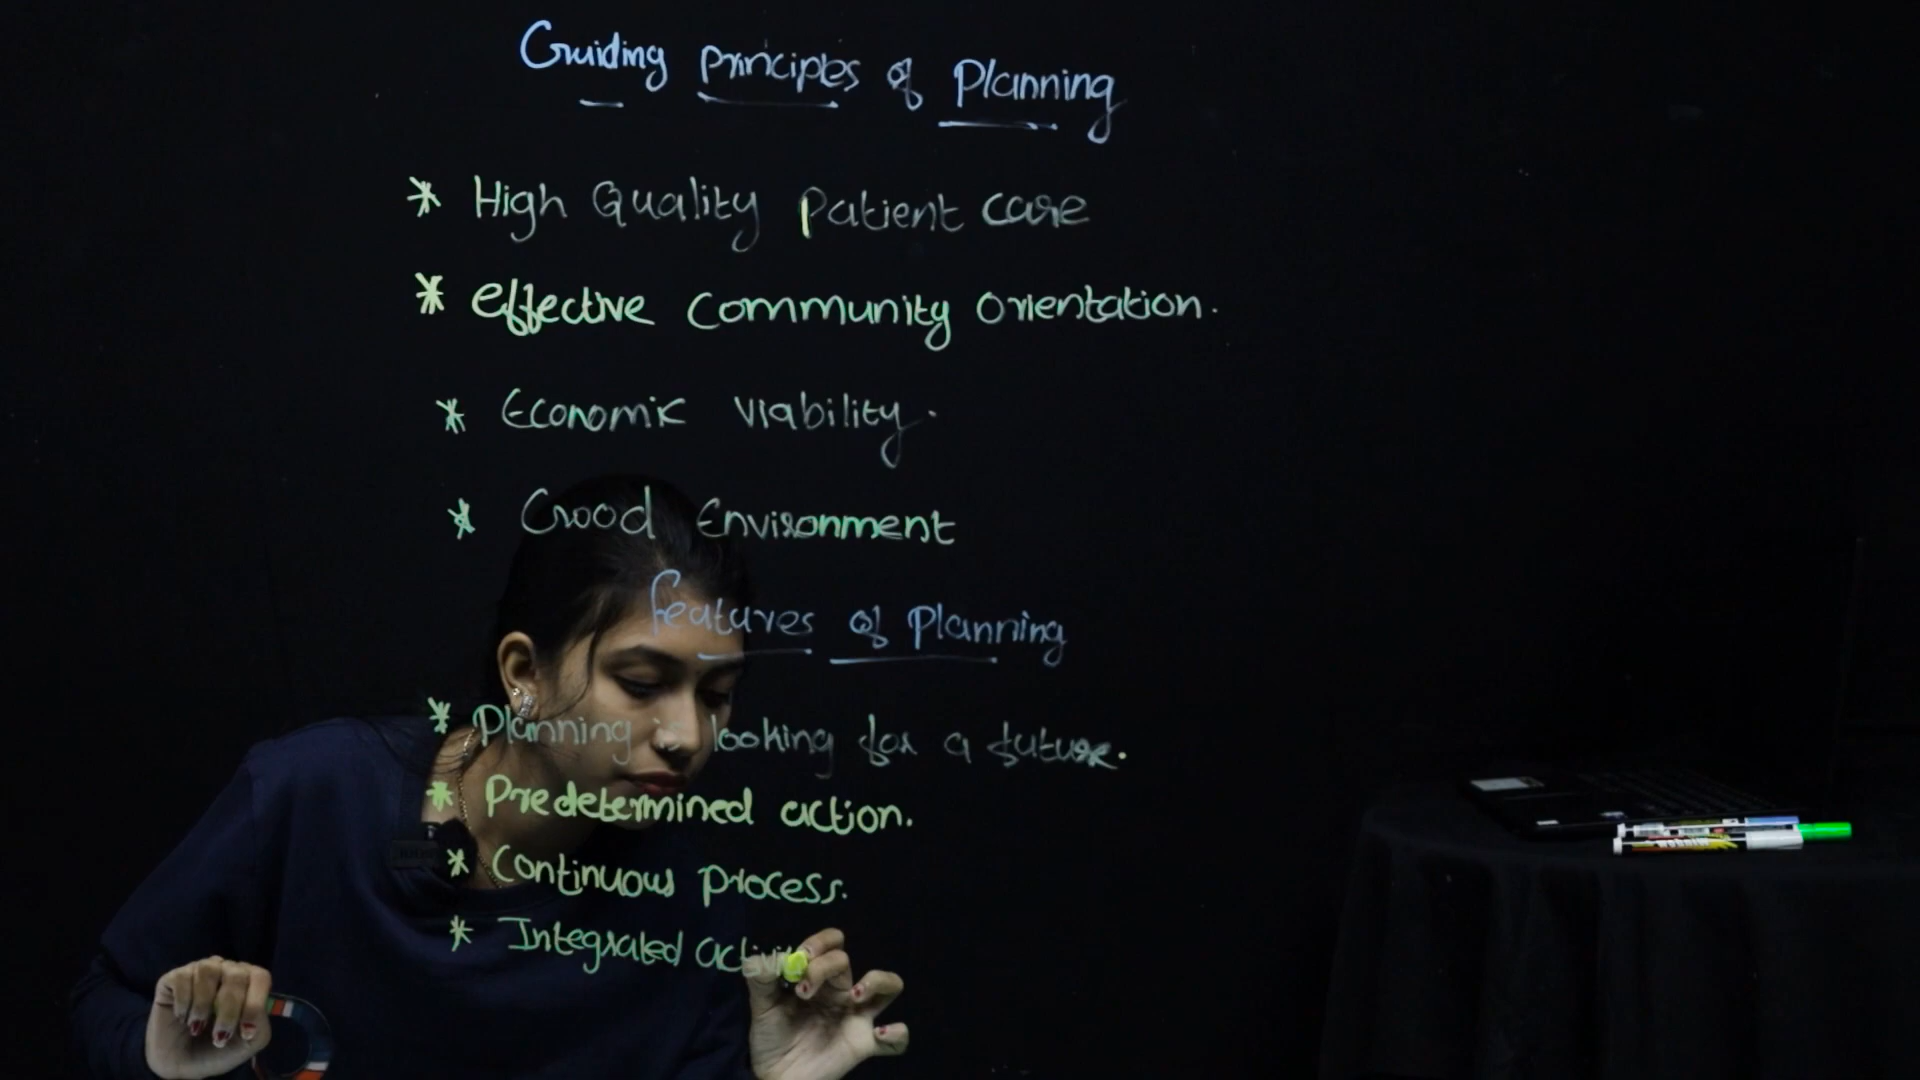 Guiding principles of Planning
* High Quality Patient care
* Effective Community Orientation.
* Economic Viability.
* Good Environment
Features of Planning
* Planning is looking for a future.
* Predetermined action.
* Continuous process.
* Integrated